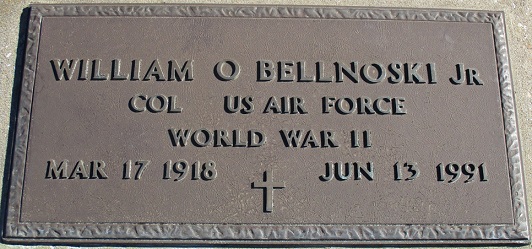 WILLIAM O BELLNOSKI JR
COL US AIR FORCE
WORLD WAR II
MAR 17 1918 JUN 13 1991